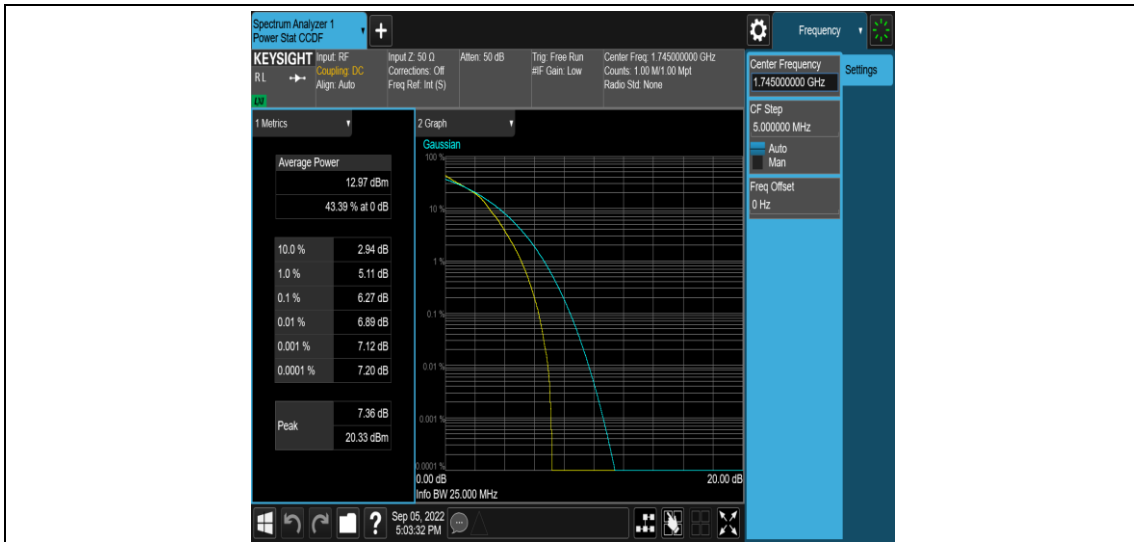 Spectrum Analyzer 1
Power Stat CCDF
Frequency
KEYSIGHT
RL
Input: RF
Coupling: DC
Align: Auto
Input Z: 50 Ω
Corrections: Off
Freq Ref: Int (S)
Atten: 50 dB
Trig: Free Run
#IF Gain: Low
Center Freq: 1.745000000 GHz
Counts: 1.00 M/1.00 Mpt
Radio Std: None
Center Frequency
1.745000000 GHz
Settings
CF Step
5.000000 MHz
Auto
Man
Freq Offset
0 Hz
1 Metrics
Average Power
12.97 dBm
43.39 % at 0 dB
10.0 % 2.94 dB
1.0 % 5.11 dB
0.1 % 6.27 dB
0.01 % 6.89 dB
0.001 % 7.12 dB
0.0001 % 7.20 dB
Peak
7.36 dB
20.33 dBm
2 Graph
Gaussian
100 %
10 %
1 %
0.1 %
0.01 %
0.001 %
0.0001 %
0.00 dB 20.00 dB
Info BW 25.000 MHz
Sep 05, 2022
5:03:32 PM